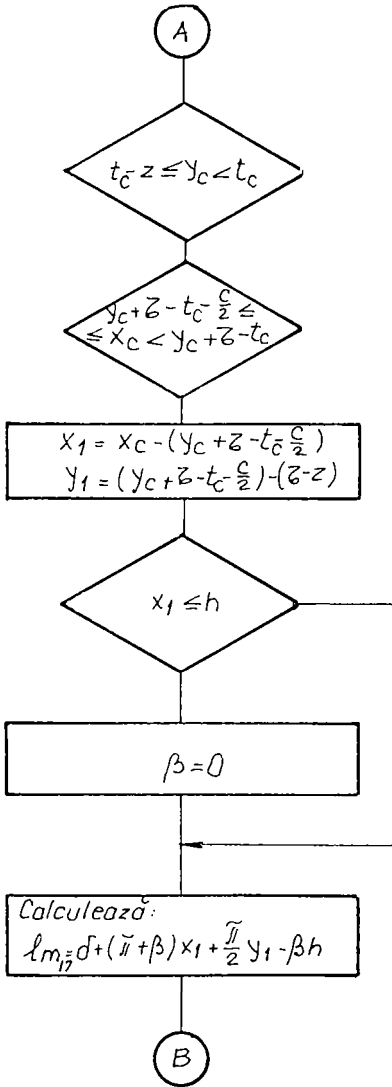 A
t_c-z ≤ y_c < t_c
y_c+Ϭ-t_c-c/2 ≤
≤ x_c < y_c+Ϭ-t_c
x_1 = x_c-(y_c+Ϭ-t_c-c/2)
y_1 = (y_c+Ϭ-t_c-c/2)-(Ϭ-z)
x_1 ≤ h
β=0
Calculează:
lm_17=δ+(π̃+β)x_1+π̃/2 y_1-βh
B